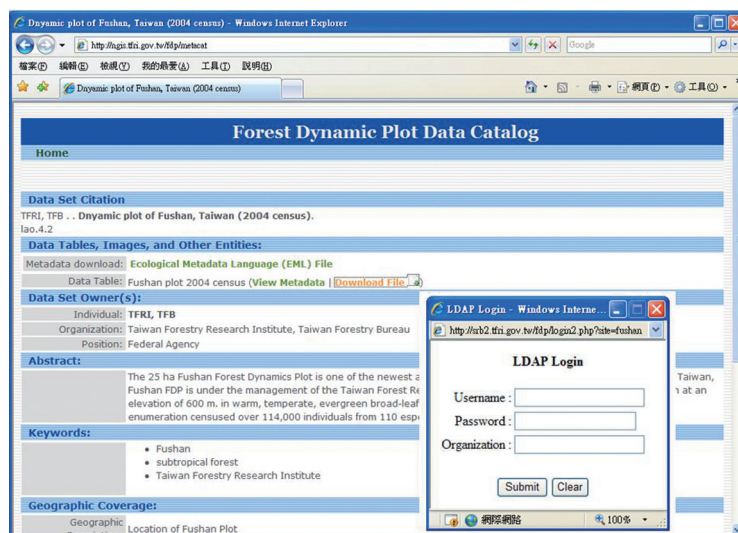 Dnyamic plot of Fushan, Taiwan (2004 census) - Windows Internet Explorer
http://ngis.tfri.gov.tw/fdp/metacat
Google
檔案(F) 編輯(E) 檢視(V) 我的最愛(A) 工具(T) 說明(H)
Dnyamic plot of Fushan, Taiwan (2004 census)
網頁(P) 工具(O)
Forest Dynamic Plot Data Catalog
Home
Data Set Citation
TFRI, TFB . . Dnyamic plot of Fushan, Taiwan (2004 census).
lao.4.2
Data Tables, Images, and Other Entities:
Metadata download: Ecological Metadata Language (EML) File
Data Table: Fushan plot 2004 census (View Metadata | Download File)
Data Set Owner(s):
Individual: TFRI, TFB
Organization: Taiwan Forestry Research Institute, Taiwan Forestry Bureau
Position: Federal Agency
Abstract:
The 25 ha Fushan Forest Dynamics Plot is one of the newest a
Taiwan,
Fushan FDP is under the management of the Taiwan Forest Re
at an
elevation of 600 m. in warm, temperate, evergreen broad-leaf
enumeration censused over 114,000 individuals from 110 espe
Keywords:
• Fushan
• subtropical forest
• Taiwan Forestry Research Institute
Geographic Coverage:
Geographic
Location of Fushan Plot
LDAP Login - Windows Interne...
http://srb2.tfri.gov.tw/fdp/login2.php?site=fushan
LDAP Login
Username :
Password :
Organization :
Submit Clear
網際網路 100%